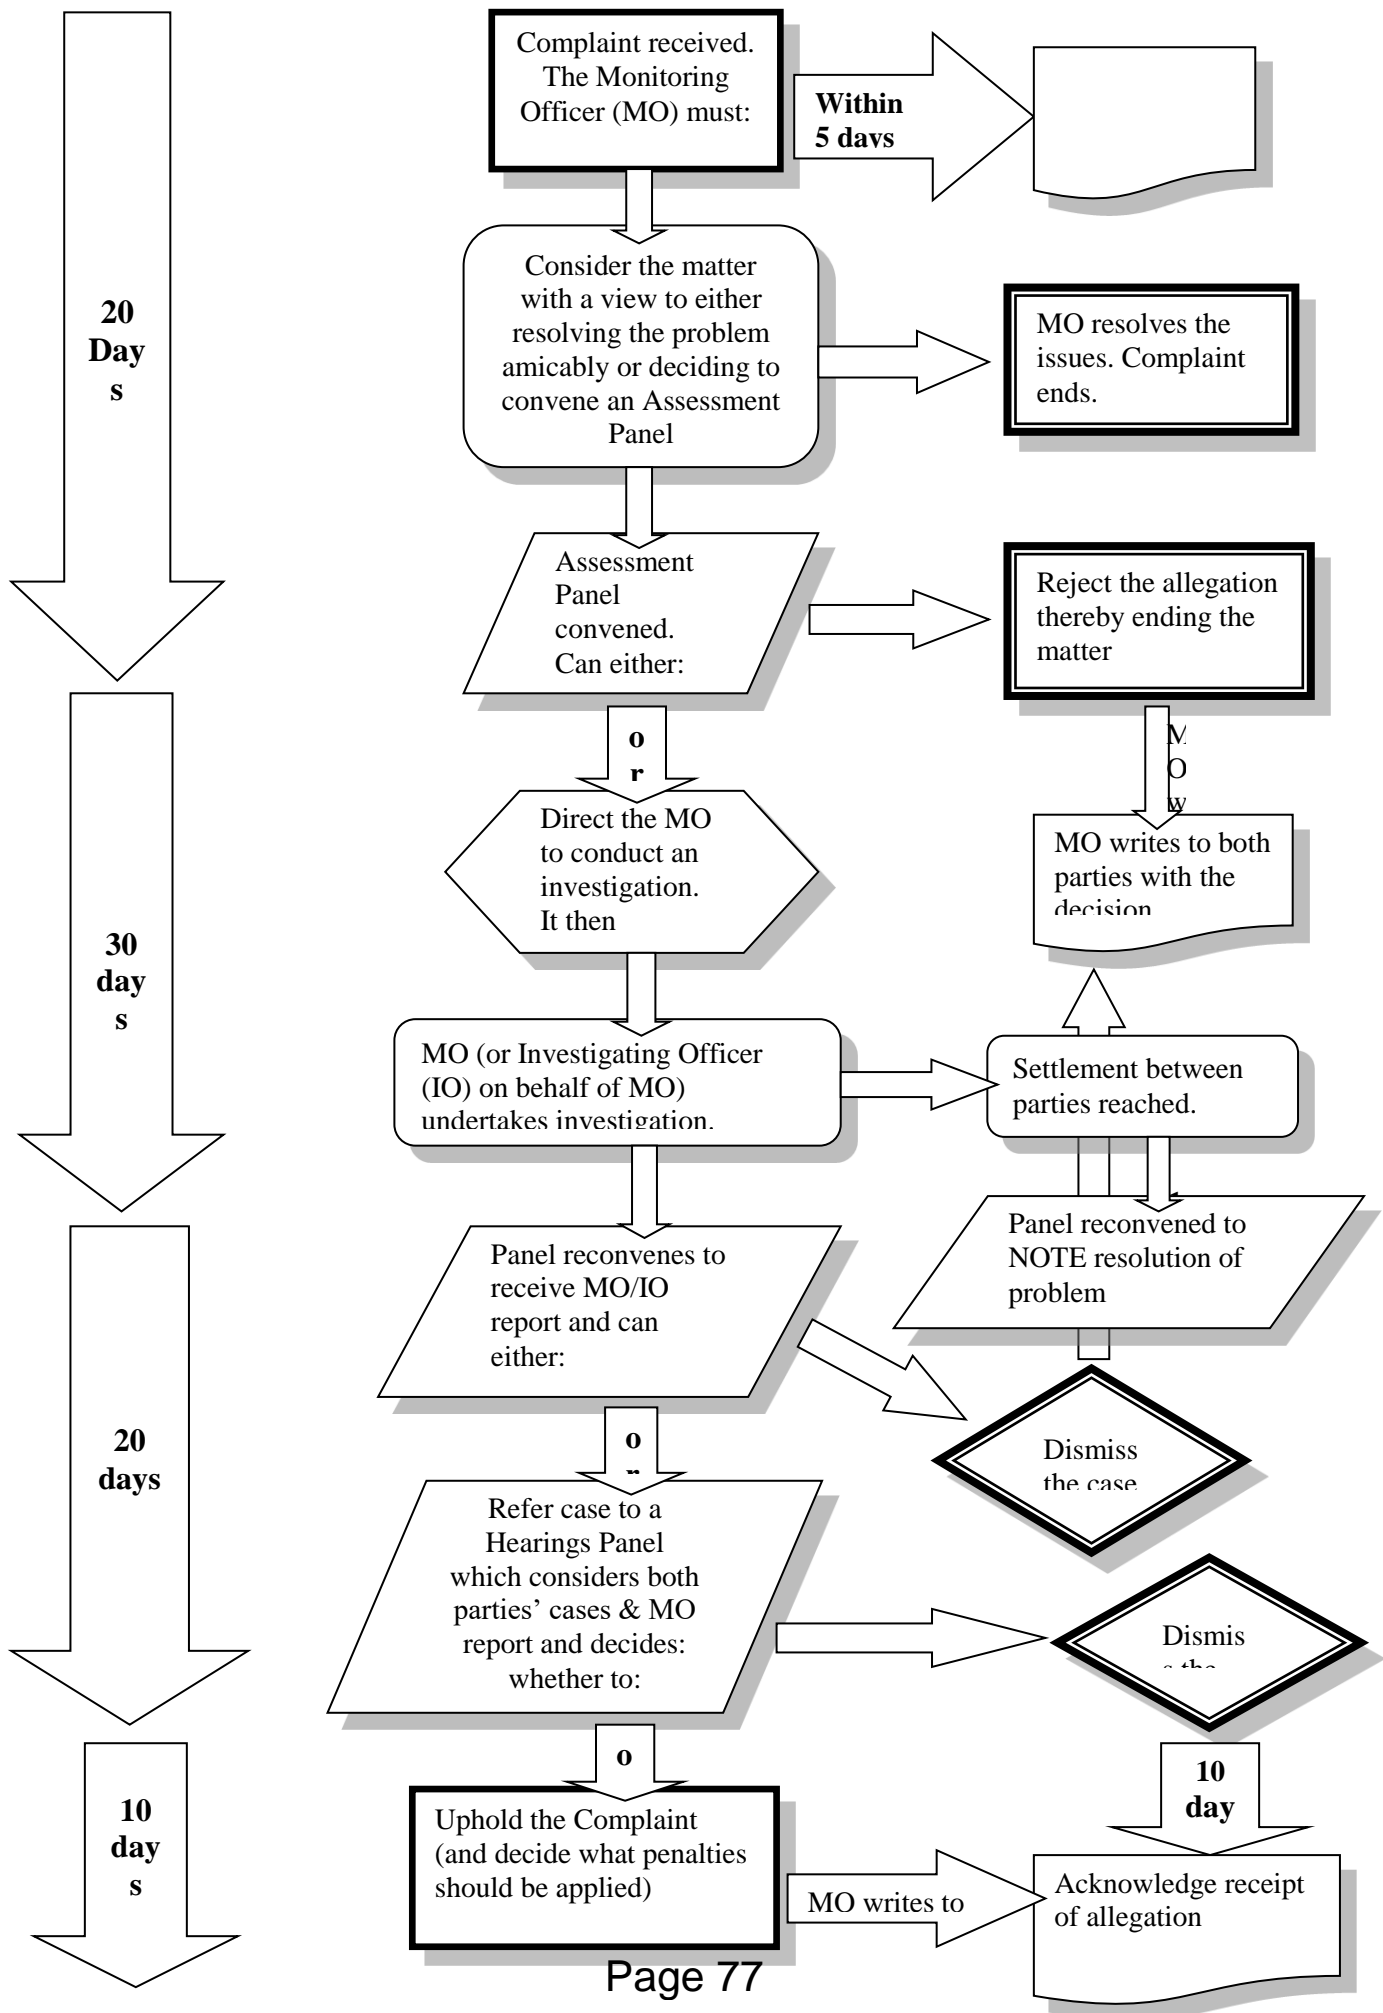 Complaint received.
The Monitoring
Officer (MO) must:
Within
5 days
Consider the matter
with a view to either
resolving the problem
amicably or deciding to
convene an Assessment
Panel
MO resolves the
issues. Complaint
ends.
20
Day
s
Assessment
Panel
convened.
Can either:
Reject the allegation
thereby ending the
matter
o
r
M
O
w
Direct the MO
to conduct an
investigation.
It then
MO writes to both
parties with the
decision
30
day
s
MO (or Investigating Officer
(IO) on behalf of MO)
undertakes investigation.
Settlement between
parties reached.
Panel reconvened to
NOTE resolution of
problem
Panel reconvenes to
receive MO/IO
report and can
either:
20
days
o
r
Dismiss
the case
Refer case to a
Hearings Panel
which considers both
parties’ cases & MO
report and decides:
whether to:
Dismis
s the
o
10
day
10
day
s
Uphold the Complaint
(and decide what penalties
should be applied)
MO writes to
Acknowledge receipt
of allegation
Page 77